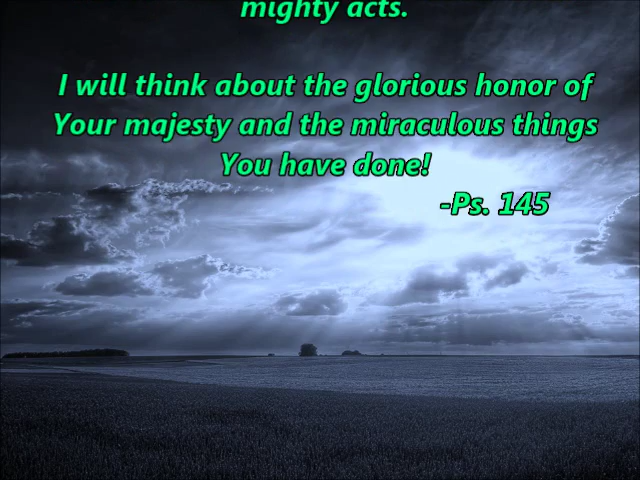 mighty acts.
I will think about the glorious honor of
Your majesty and the miraculous things
You have done!
-Ps. 145